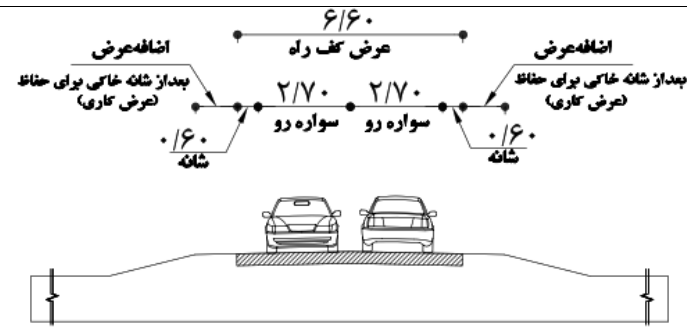 ۶/۶۰
عرض کف راه
اضافه‌عرض
بعداز شانه خاکی برای حفاظ
(عرض کاری)
۲/۷۰
سواره رو
۲/۷۰
سواره رو
اضافه‌عرض
بعداز شانه خاکی برای حفاظ
(عرض کاری)
۰/۶۰
شانه
۰/۶۰
شانه